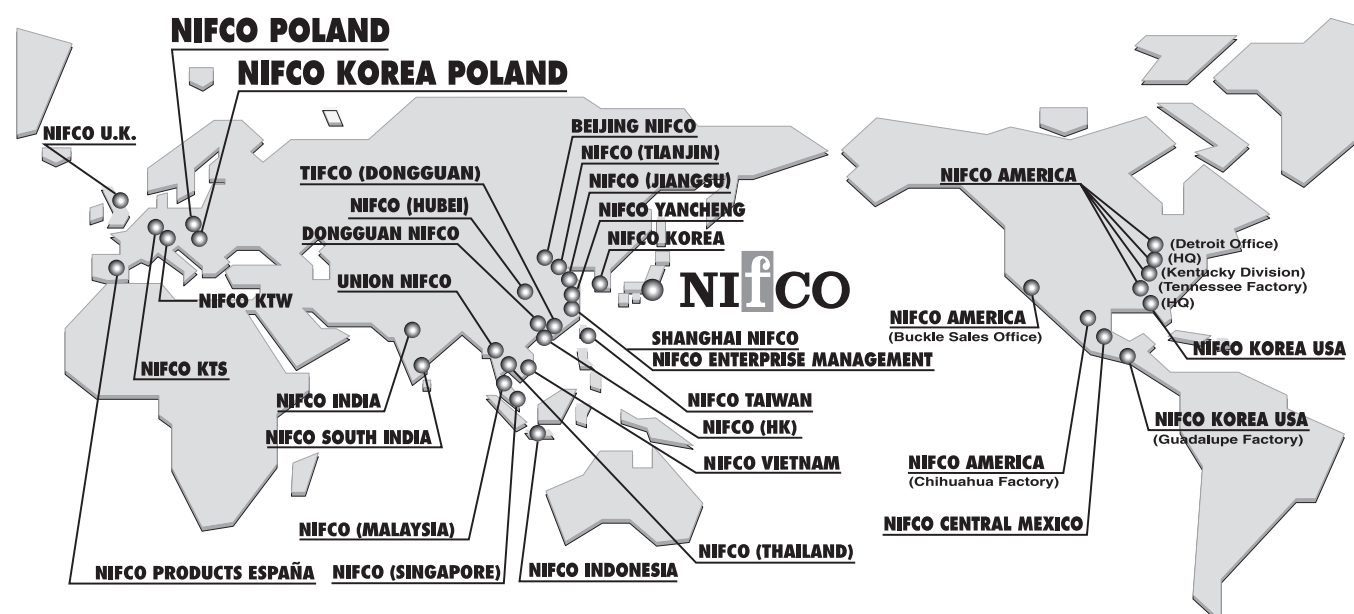 NIFCO POLAND
NIFCO KOREA POLAND
NIFCO U.K.
BEIJING NIFCO
NIFCO (TIANJIN)
TIFCO (DONGGUAN)
NIFCO (JIANGSU)
NIFCO (HUBEI)
NIFCO YANCHENG
DONGGUAN NIFCO
NIFCO KOREA
UNION NIFCO
NIFCO
NIFCO KTW
SHANGHAI NIFCO
NIFCO ENTERPRISE MANAGEMENT
NIFCO KTS
NIFCO INDIA
NIFCO TAIWAN
NIFCO SOUTH INDIA
NIFCO (HK)
NIFCO VIETNAM
NIFCO (MALAYSIA)
NIFCO (THAILAND)
NIFCO PRODUCTS ESPAÑA
NIFCO (SINGAPORE)
NIFCO INDONESIA
NIFCO AMERICA
(Detroit Office)
(HQ)
(Kentucky Division)
(Tennessee Factory)
(HQ)
NIFCO AMERICA
(Buckle Sales Office)
NIFCO KOREA USA
NIFCO KOREA USA
(Guadalupe Factory)
NIFCO AMERICA
(Chihuahua Factory)
NIFCO CENTRAL MEXICO